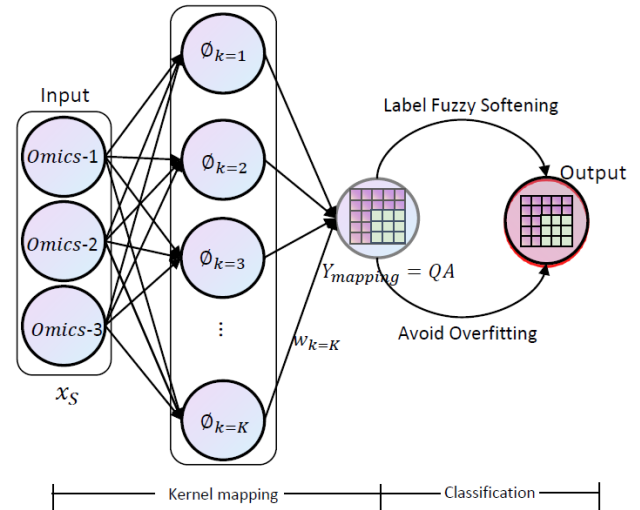 Input
Omics-1
Omics-2
Omics-3
x_S
∅_{k=1}
∅_{k=2}
∅_{k=3}
⋮
∅_{k=K}
w_{k=K}
Label Fuzzy Softening
Y_{mapping} = QA
Avoid Overfitting
Output
Kernel mapping
Classification